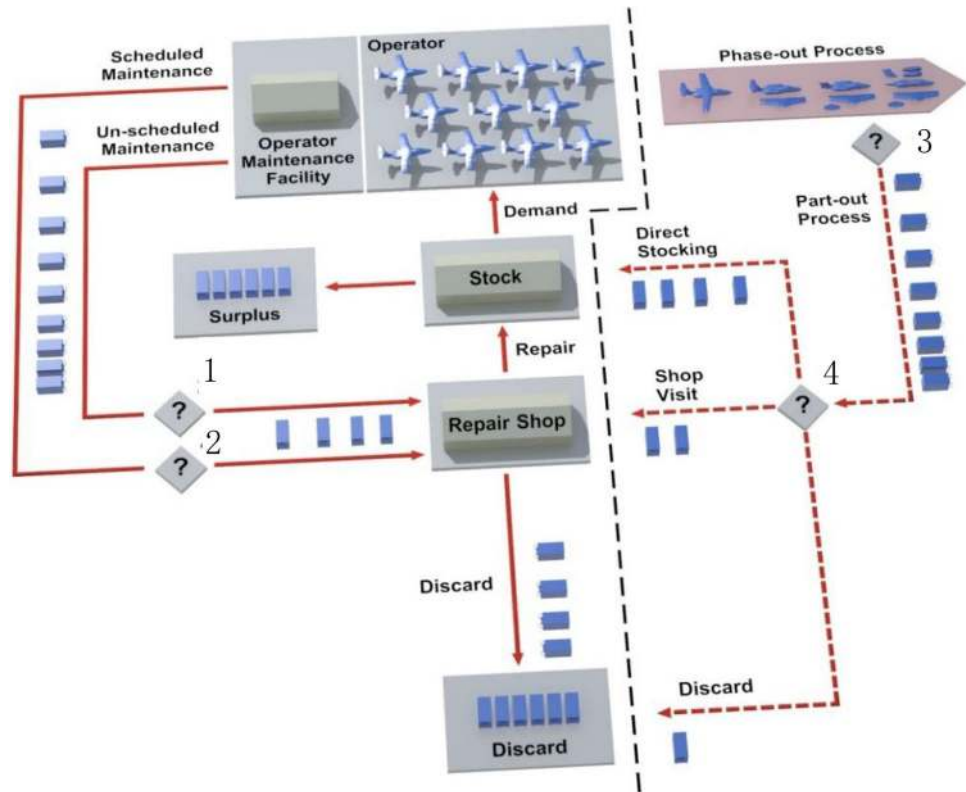 Scheduled
Maintenance
Operator
Phase-out Process
Un-scheduled
Maintenance
Operator
Maintenance
Facility
?
3
Demand
Part-out
Process
Direct
Stocking
Stock
Surplus
Repair
1
?
Shop
Visit
4
?
Repair Shop
2
?
Discard
Discard
Discard